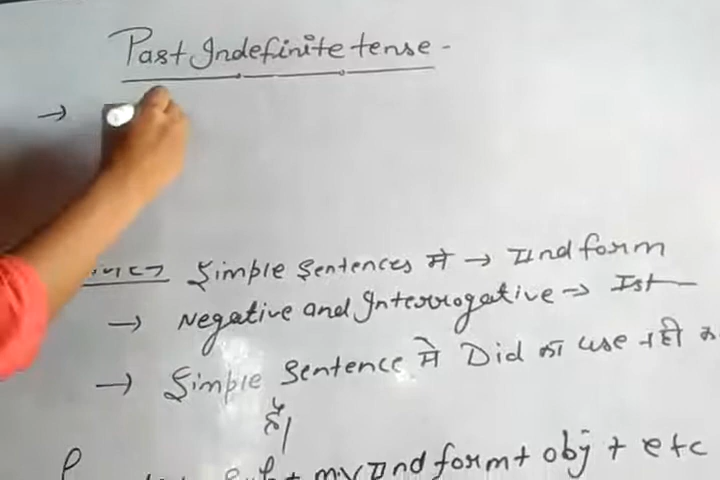 Past Indefinite tense -
→
Simple Sentences में → IInd form
→ Negative and Interrogative → Ist
→ Simple Sentence में Did का use नही
हैं|
+ m.v IInd form + obj + etc